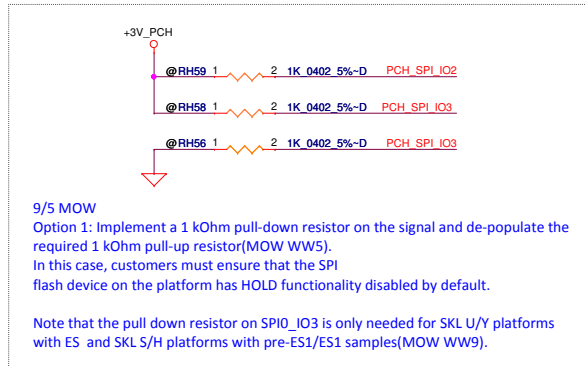 +3V_PCH
@RH59 1 2 1K_0402_5%~D PCH_SPI_IO2
@RH58 1 2 1K_0402_5%~D PCH_SPI_IO3
@RH56 1 2 1K_0402_5%~D PCH_SPI_IO3
9/5 MOW
Option 1: Implement a 1 kOhm pull-down resistor on the signal and de-populate the
required 1 kOhm pull-up resistor(MOW WW5).
In this case, customers must ensure that the SPI
flash device on the platform has HOLD functionality disabled by default.
Note that the pull down resistor on SPI0_IO3 is only needed for SKL U/Y platforms
with ES and SKL S/H platforms with pre-ES1/ES1 samples(MOW WW9).